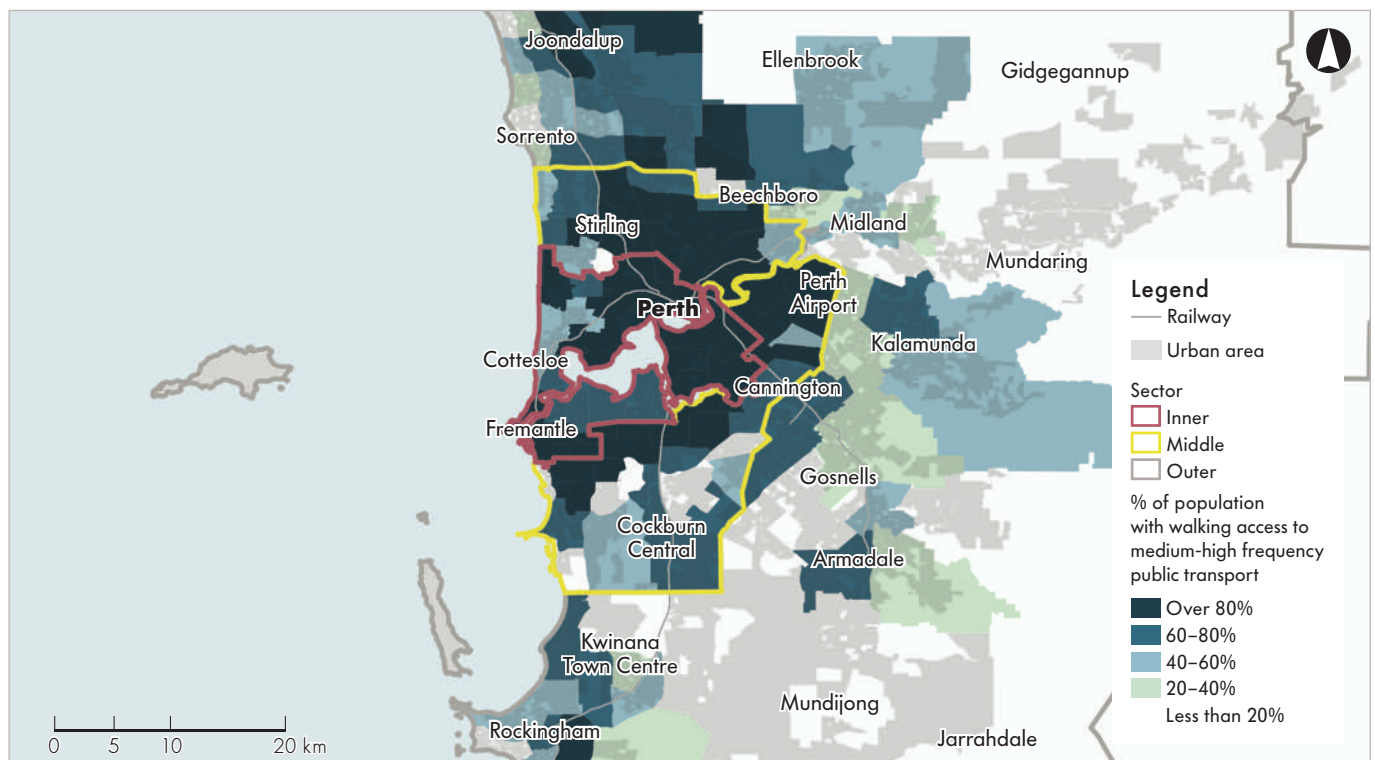 Joondalup
Ellenbrook
Gidgegannup
Sorrento
Beechboro
Stirling
Midland
Mundaring
Perth
Airport
Perth
Kalamunda
Cottesloe
Cannington
Fremantle
Gosnells
Cockburn
Central
Armadale
Kwinana
Town Centre
Mundijong
Rockingham
Jarrahdale
0 5 10 20 km
Legend
Railway
Urban area
Sector
Inner
Middle
Outer
% of population
with walking access to
medium-high frequency
public transport
Over 80%
60–80%
40–60%
20–40%
Less than 20%